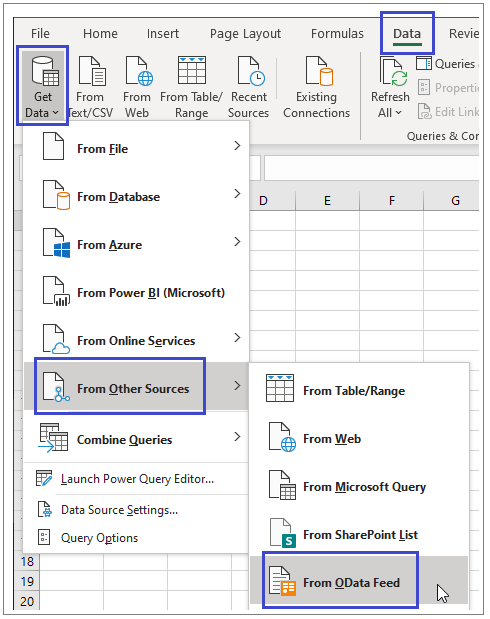 File Home Insert Page Layout Formulas Data Revie
Get Data From Text/CSV From Web From Table/Range Recent Sources Existing Connections Refresh All Queries &
Properti
Edit Link
Queries & Con
From File
From Database
From Azure
From Power BI (Microsoft)
From Online Services
From Other Sources
Combine Queries
Launch Power Query Editor...
Data Source Settings...
Query Options
D E F G
From Table/Range
From Web
From Microsoft Query
From SharePoint List
From OData Feed
18
19
20